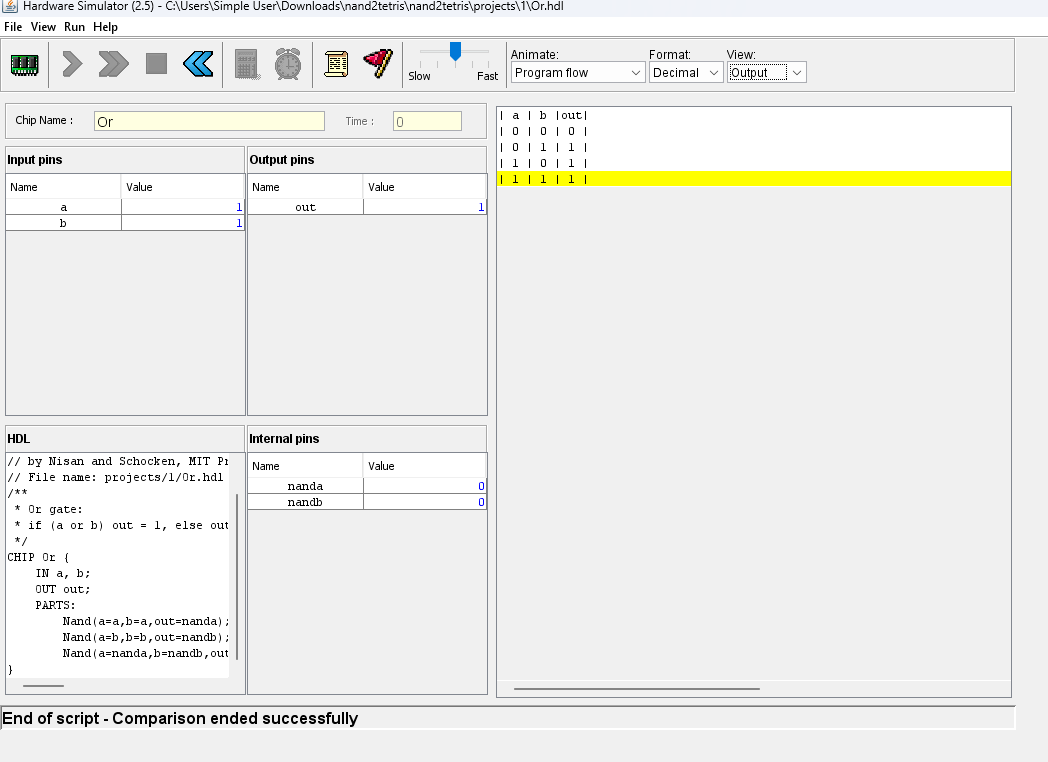 Hardware Simulator (2.5) - C:\Users\Simple User\Downloads\nand2tetris\nand2tetris\projects\1\Or.hdl
File View Run Help
Slow Fast
Animate: Format: View:
Program flow Decimal Output
Chip Name : Or Time : 0
Input pins
Name Value
a 1
b 1
Output pins
Name Value
out 1
HDL
// by Nisan and Schocken, MIT Pr
// File name: projects/1/Or.hdl
/**
* Or gate:
* if (a or b) out = 1, else out
*/
CHIP Or {
IN a, b;
OUT out;
PARTS:
Nand(a=a,b=a,out=nanda);
Nand(a=b,b=b,out=nandb);
Nand(a=nanda,b=nandb,out
}
Internal pins
Name Value
nanda 0
nandb 0
| a | b |out|
| 0 | 0 | 0 |
| 0 | 1 | 1 |
| 1 | 0 | 1 |
| 1 | 1 | 1 |
End of script - Comparison ended successfully